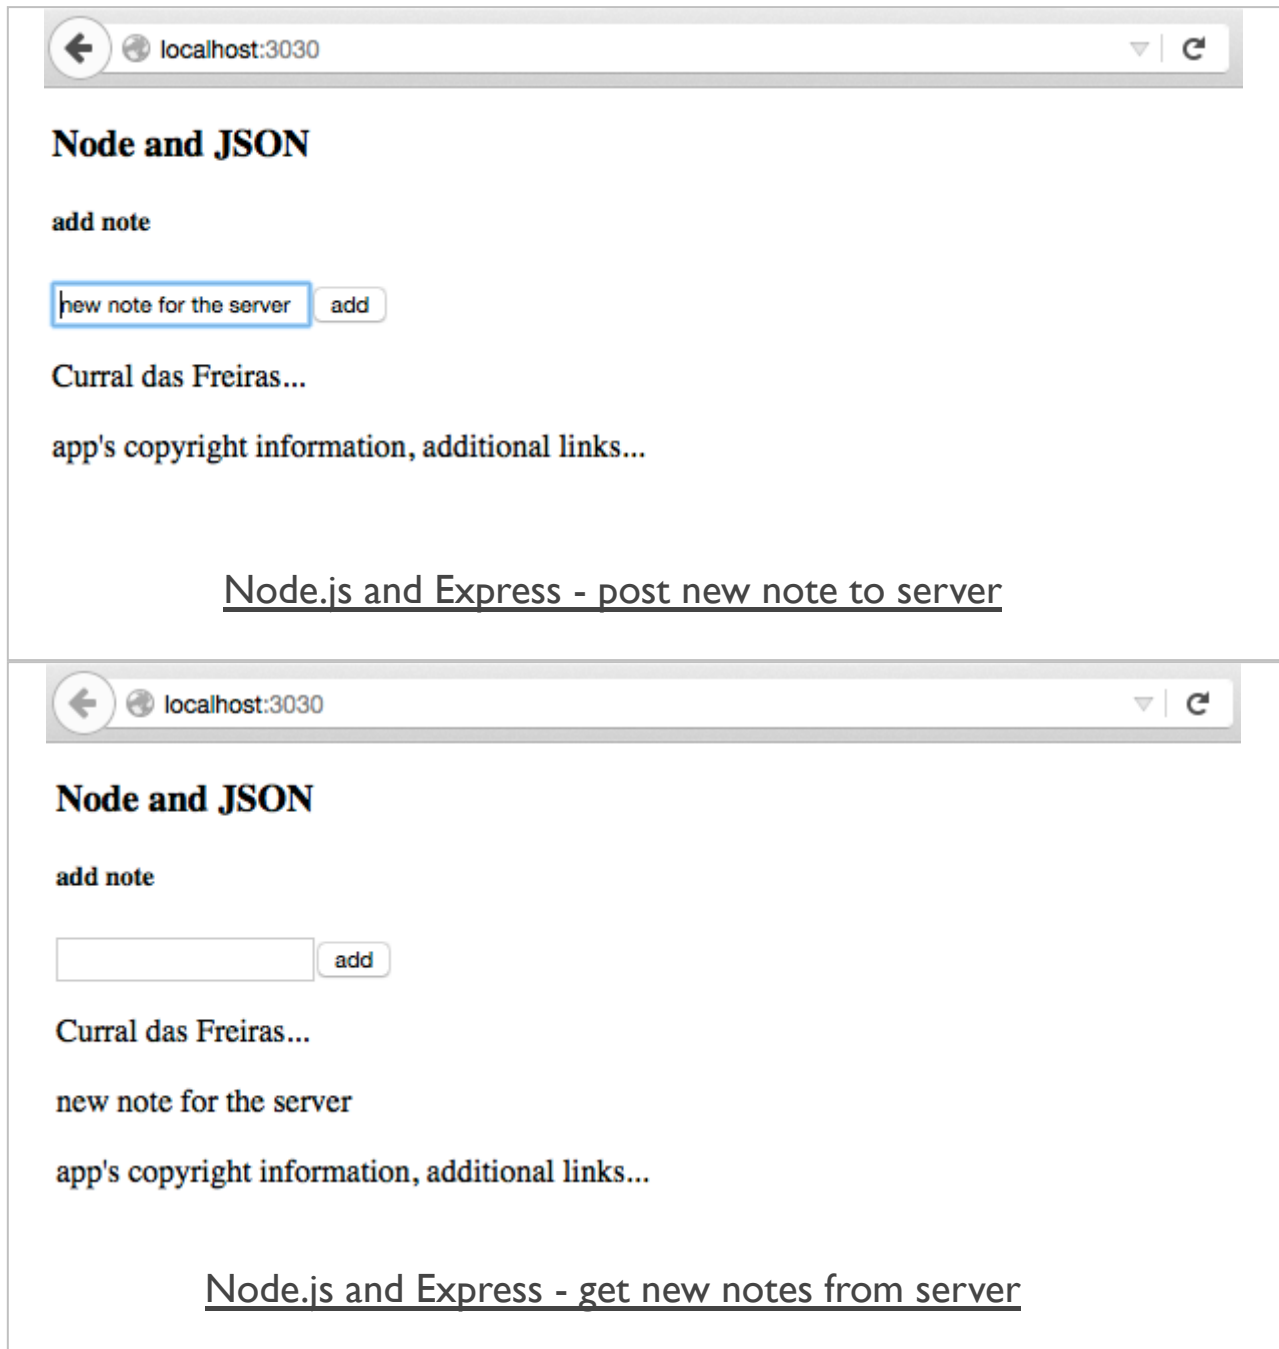 localhost:3030
Node and JSON
add note
new note for the server add
Curral das Freiras...
app's copyright information, additional links...
Node.js and Express - post new note to server
localhost:3030
Node and JSON
add note
add
Curral das Freiras...
new note for the server
app's copyright information, additional links...
Node.js and Express - get new notes from server